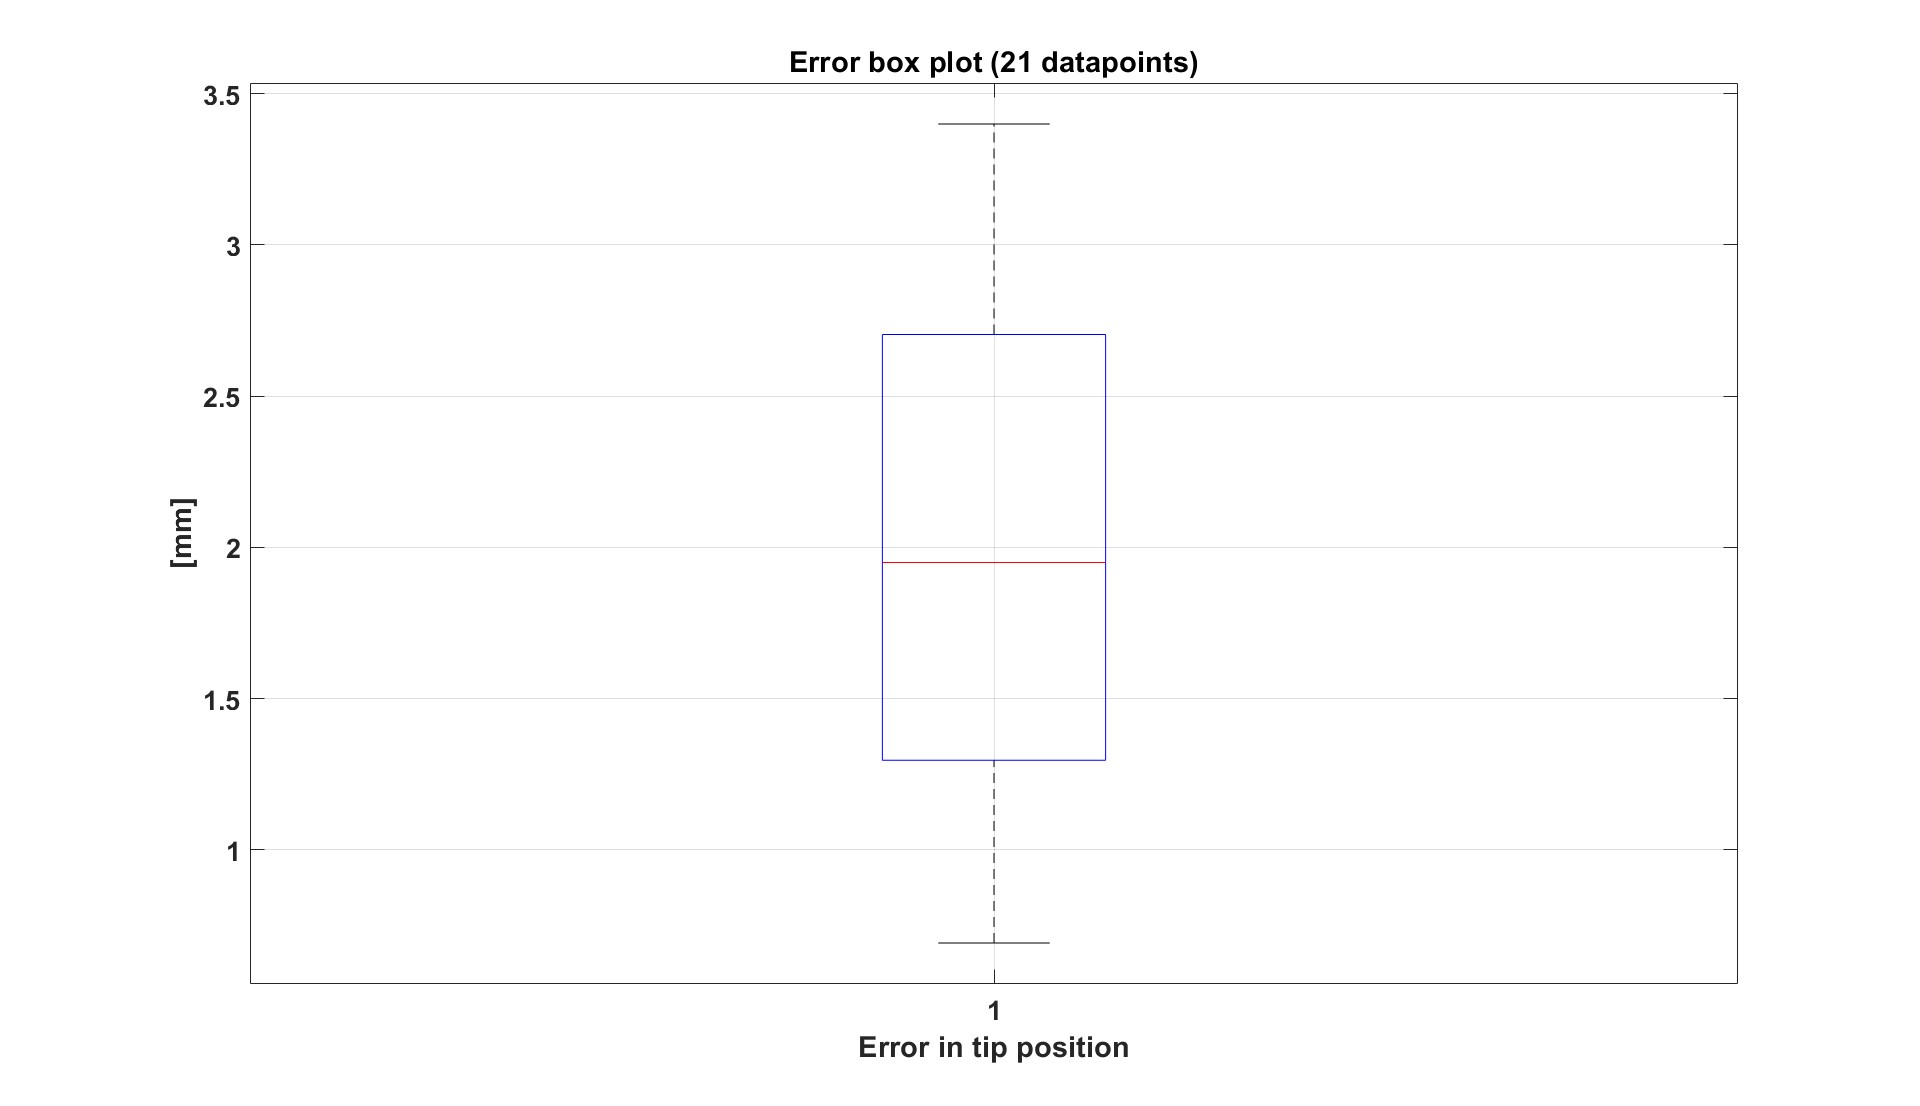 Error box plot (21 datapoints)
3.5
3
2.5
2
1.5
1
[mm]
1
Error in tip position